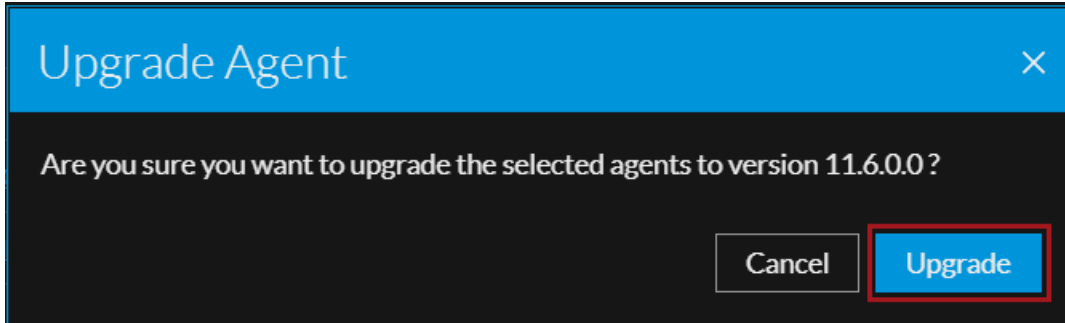 Upgrade Agent
Are you sure you want to upgrade the selected agents to version 11.6.0.0 ?
Cancel
Upgrade